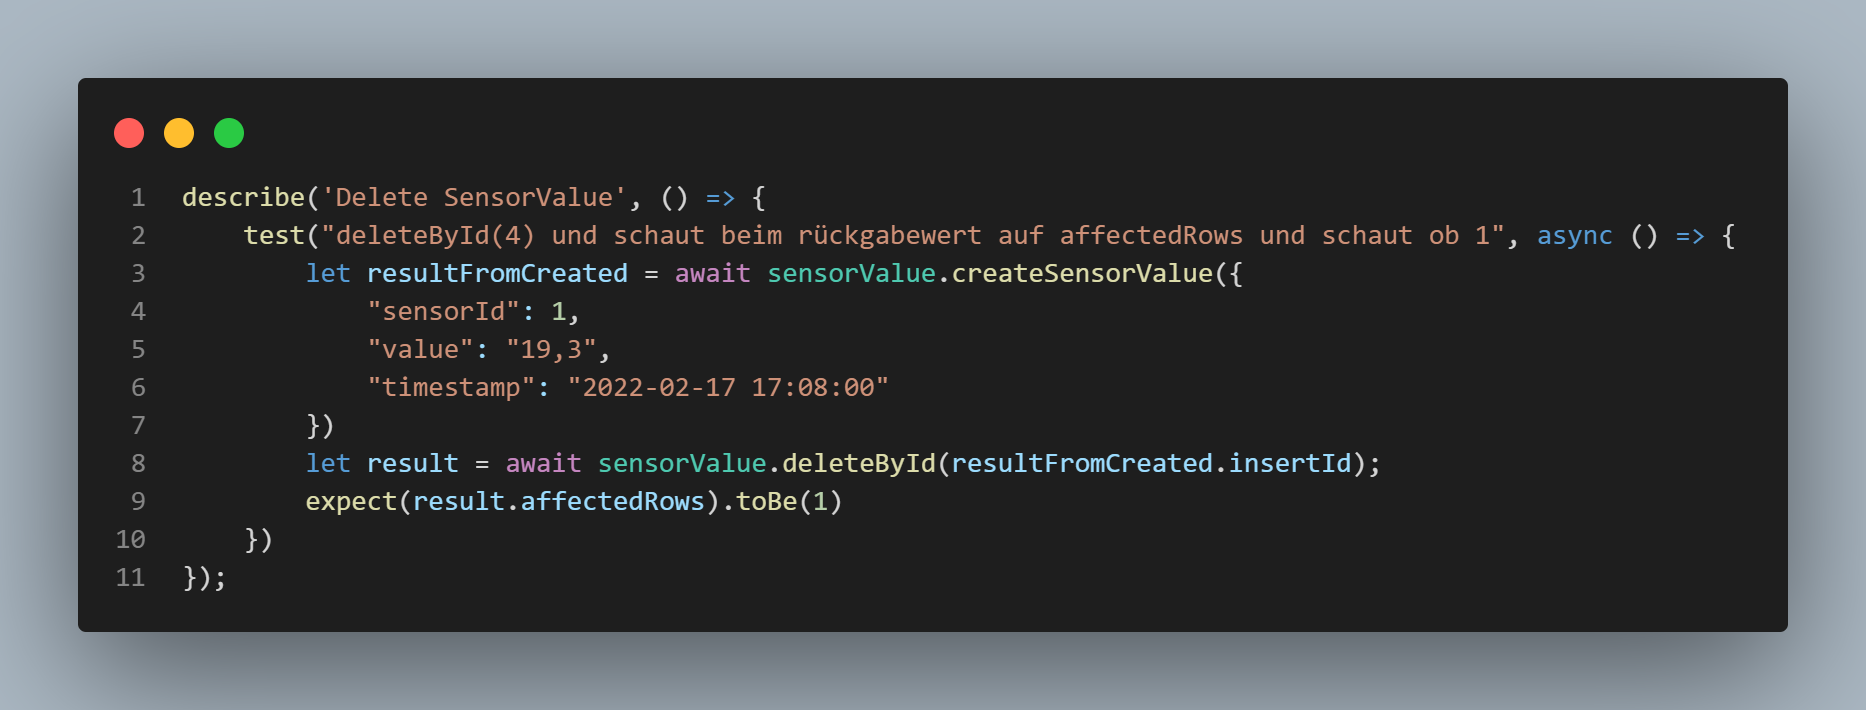 1 describe('Delete SensorValue', () => {
2     test("deleteById(4) und schaut beim rückgabewert auf affectedRows und schaut ob 1", async () => {
3         let resultFromCreated = await sensorValue.createSensorValue({
4             "sensorId": 1,
5             "value": "19,3",
6             "timestamp": "2022-02-17 17:08:00"
7         })
8         let result = await sensorValue.deleteById(resultFromCreated.insertId);
9         expect(result.affectedRows).toBe(1)
10     })
11 });